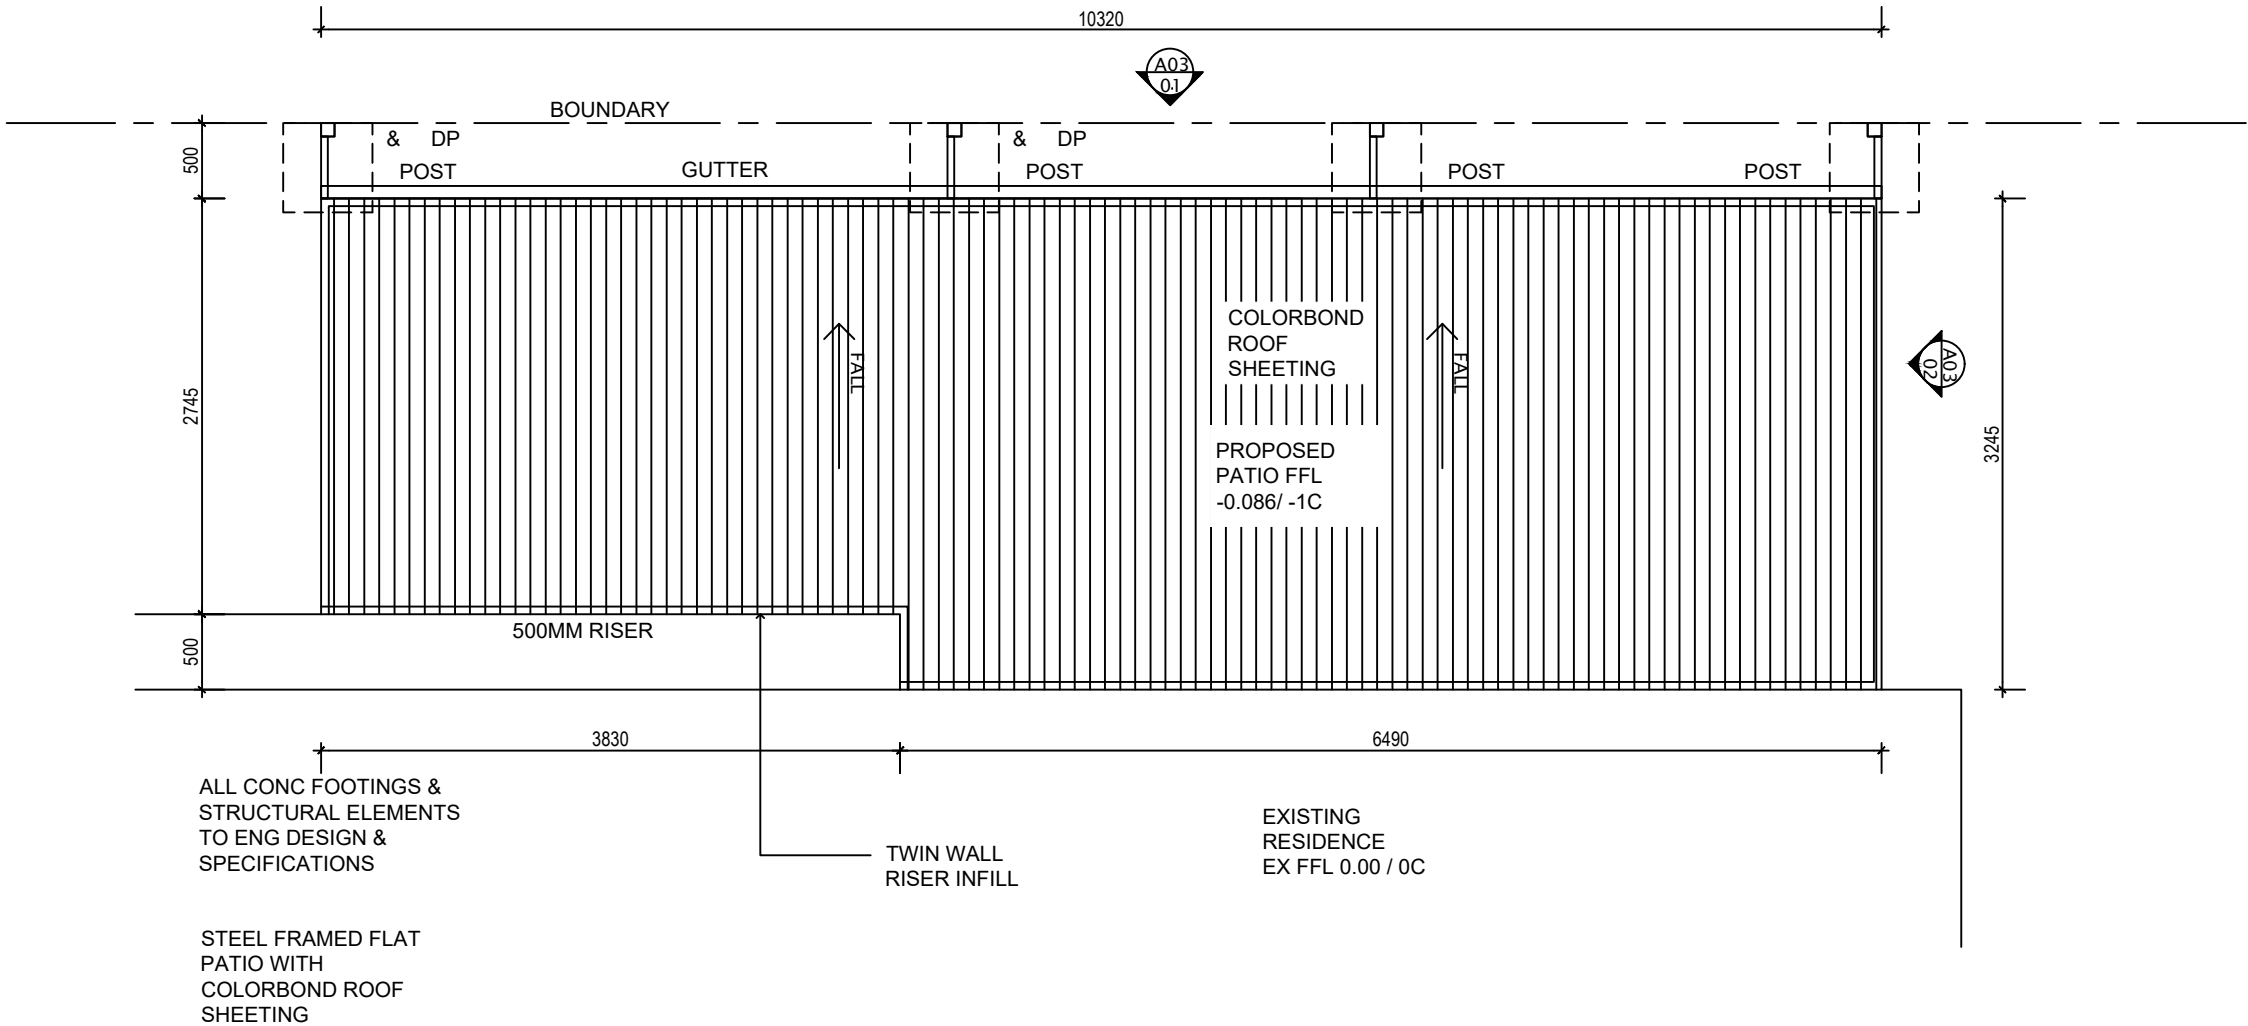 10320
A03
01
BOUNDARY
& DP
POST
GUTTER
& DP
POST
POST
POST
500
2745
500
COLORBOND
ROOF
SHEETING
FALL
FALL
PROPOSED
PATIO FFL
-0.086/ -1C
A03
02
3245
500MM RISER
3830
6490
ALL CONC FOOTINGS &
STRUCTURAL ELEMENTS
TO ENG DESIGN &
SPECIFICATIONS
TWIN WALL
RISER INFILL
EXISTING
RESIDENCE
EX FFL 0.00 / 0C
STEEL FRAMED FLAT
PATIO WITH
COLORBOND ROOF
SHEETING